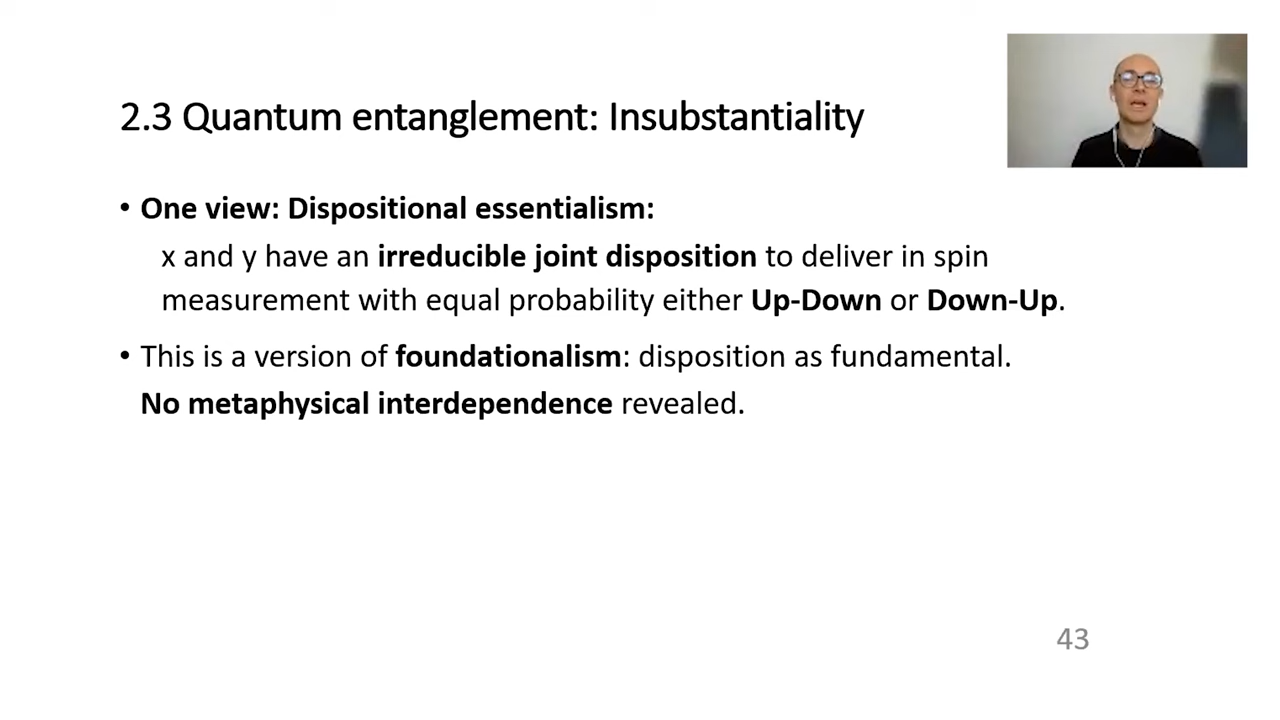 2.3 Quantum entanglement: Insubstantiality
• One view: Dispositional essentialism:
x and y have an irreducible joint disposition to deliver in spin
measurement with equal probability either Up-Down or Down-Up.
• This is a version of foundationalism: disposition as fundamental.
No metaphysical interdependence revealed.
43